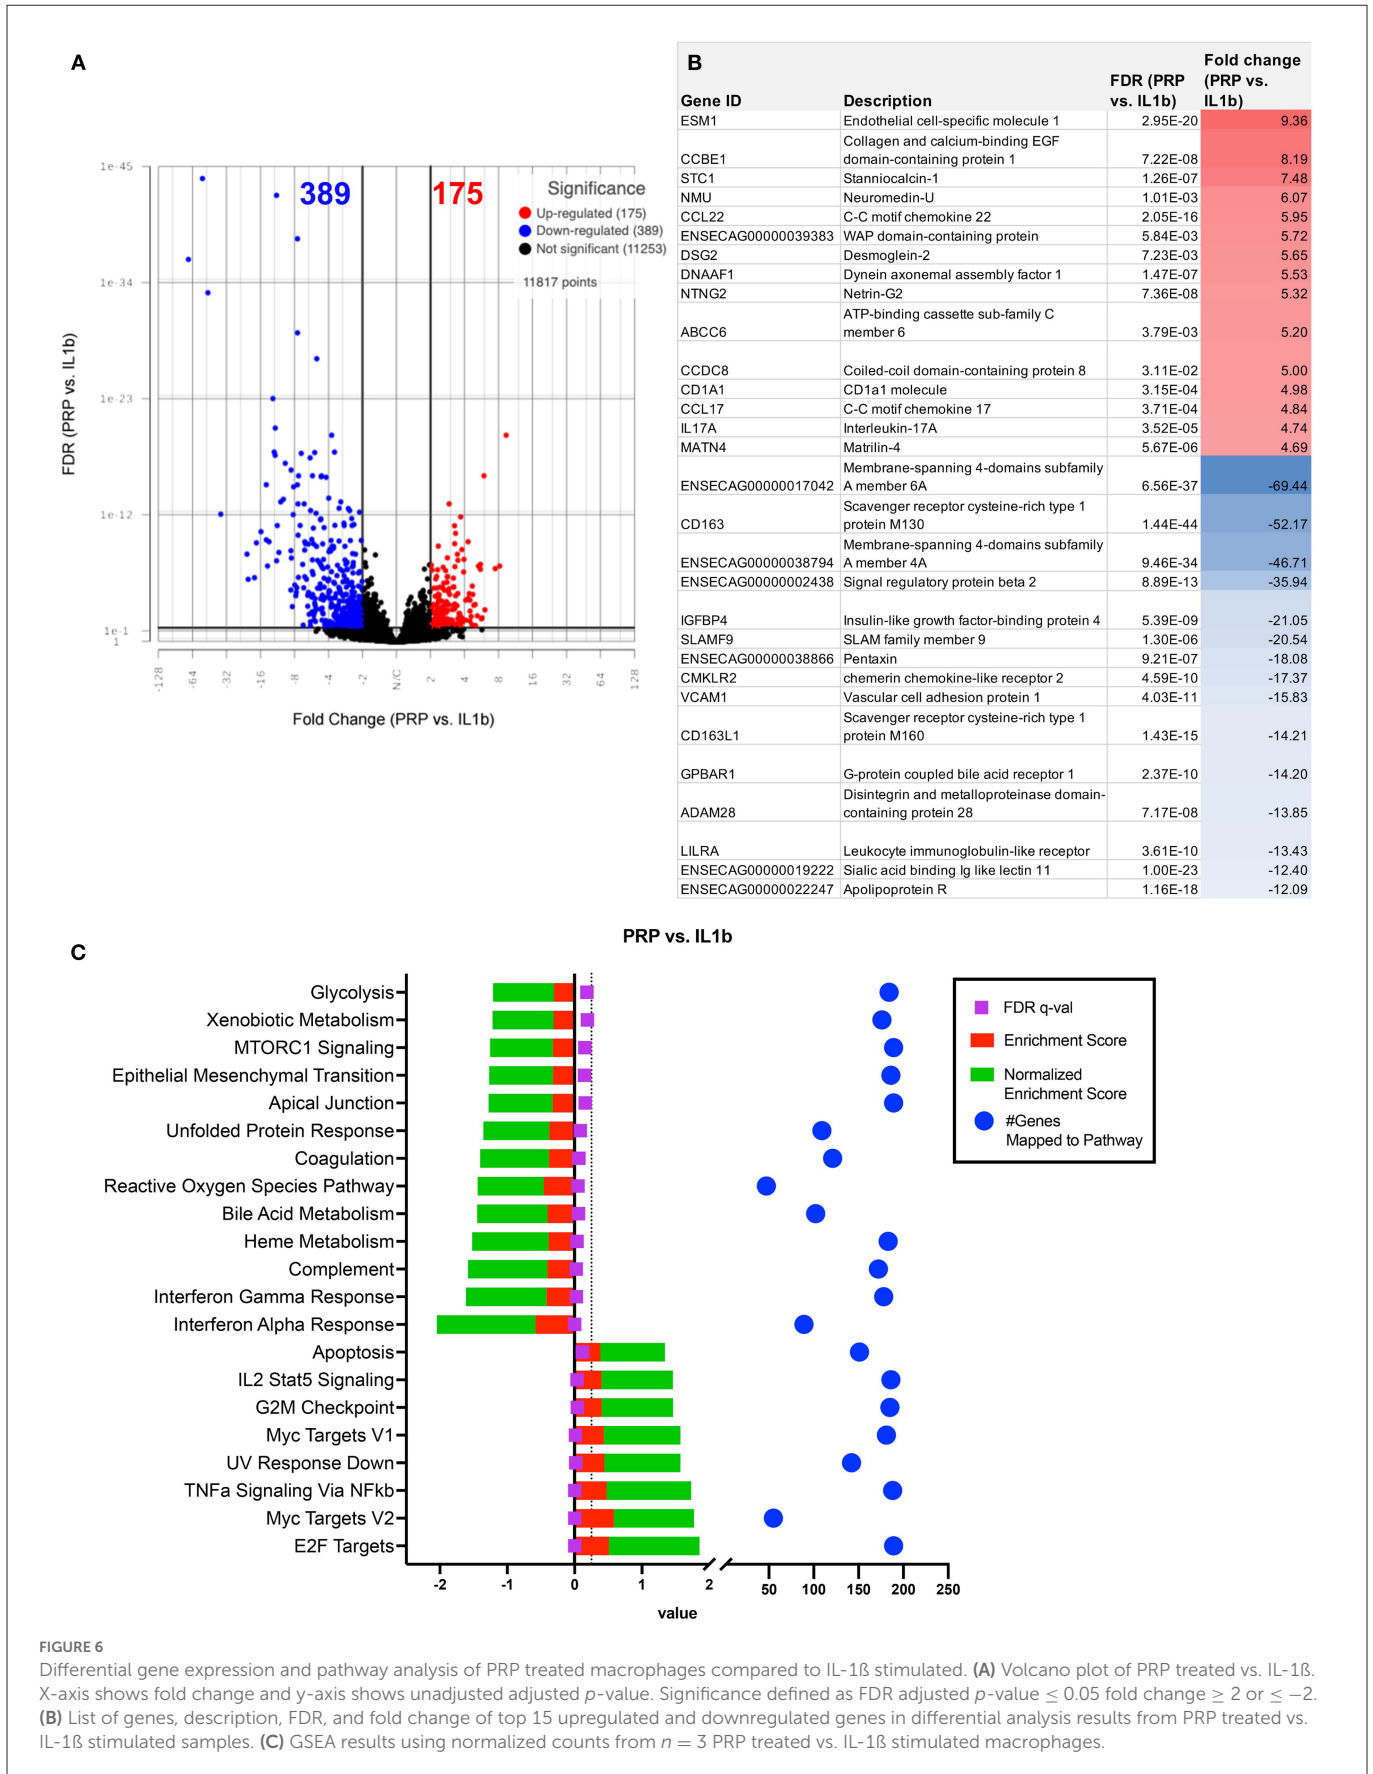 A
1e-45
1e-34
1e-23
1e-12
1e-1
1
FDR (PRP vs. IL1b)
389
175
Significance
Up-regulated (175)
Down-regulated (389)
Not significant (11253)
11817 points
-128
-64
-32
-16
-8
-4
-2
N/C
2
4
8
16
32
64
128
Fold Change (PRP vs. IL1b)
B
Gene ID Description FDR (PRP vs. IL1b) Fold change (PRP vs. IL1b)
ESM1 Endothelial cell-specific molecule 1 2.95E-20 9.36
CCBE1 Collagen and calcium-binding EGF domain-containing protein 1 7.22E-08 8.19
STC1 Stanniocalcin-1 1.26E-07 7.48
NMU Neuromedin-U 1.01E-03 6.07
CCL22 C-C motif chemokine 22 2.05E-16 5.95
ENSECAG00000039383 WAP domain-containing protein 5.84E-03 5.72
DSG2 Desmoglein-2 7.23E-03 5.65
DNAAF1 Dynein axonemal assembly factor 1 1.47E-07 5.53
NTNG2 Netrin-G2 7.36E-08 5.32
ABCC6 ATP-binding cassette sub-family C member 6 3.79E-03 5.20
CCDC8 Coiled-coil domain-containing protein 8 3.11E-02 5.00
CD1A1 CD1a1 molecule 3.15E-04 4.98
CCL17 C-C motif chemokine 17 3.71E-04 4.84
IL17A Interleukin-17A 3.52E-05 4.74
MATN4 Matrilin-4 5.67E-06 4.69
ENSECAG00000017042 Membrane-spanning 4-domains subfamily A member 6A 6.56E-37 -69.44
CD163 Scavenger receptor cysteine-rich type 1 protein M130 1.44E-44 -52.17
ENSECAG00000038794 Membrane-spanning 4-domains subfamily A member 4A 9.46E-34 -46.71
ENSECAG00000002438 Signal regulatory protein beta 2 8.89E-13 -35.94
IGFBP4 Insulin-like growth factor-binding protein 4 5.39E-09 -21.05
SLAMF9 SLAM family member 9 1.30E-06 -20.54
ENSECAG00000038866 Pentaxin 9.21E-07 -18.08
CMKLR2 chemerin chemokine-like receptor 2 4.59E-10 -17.37
VCAM1 Vascular cell adhesion protein 1 4.03E-11 -15.83
CD163L1 Scavenger receptor cysteine-rich type 1 protein M160 1.43E-15 -14.21
GPBAR1 G-protein coupled bile acid receptor 1 2.37E-10 -14.20
ADAM28 Disintegrin and metalloproteinase domain-containing protein 28 7.17E-08 -13.85
LILRA Leukocyte immunoglobulin-like receptor 3.61E-10 -13.43
ENSECAG00000019222 Sialic acid binding Ig like lectin 11 1.00E-23 -12.40
ENSECAG00000022247 Apolipoprotein R 1.16E-18 -12.09
C
PRP vs. IL1b
Glycolysis
Xenobiotic Metabolism
MTORC1 Signaling
Epithelial Mesenchymal Transition
Apical Junction
Unfolded Protein Response
Coagulation
Reactive Oxygen Species Pathway
Bile Acid Metabolism
Heme Metabolism
Complement
Interferon Gamma Response
Interferon Alpha Response
Apoptosis
IL2 Stat5 Signaling
G2M Checkpoint
Myc Targets V1
UV Response Down
TNFa Signaling Via NFkb
Myc Targets V2
E2F Targets
-2 -1 0 1 2 50 100 150 200 250
value
FDR q-val
Enrichment Score
Normalized
Enrichment Score
#Genes
Mapped to Pathway
FIGURE 6
Differential gene expression and pathway analysis of PRP treated macrophages compared to IL-1ß stimulated. (A) Volcano plot of PRP treated vs. IL-1ß.
X-axis shows fold change and y-axis shows unadjusted adjusted p-value. Significance defined as FDR adjusted p-value ≤ 0.05 fold change ≥ 2 or ≤ −2.
(B) List of genes, description, FDR, and fold change of top 15 upregulated and downregulated genes in differential analysis results from PRP treated vs.
IL-1ß stimulated samples. (C) GSEA results using normalized counts from n = 3 PRP treated vs. IL-1ß stimulated macrophages.